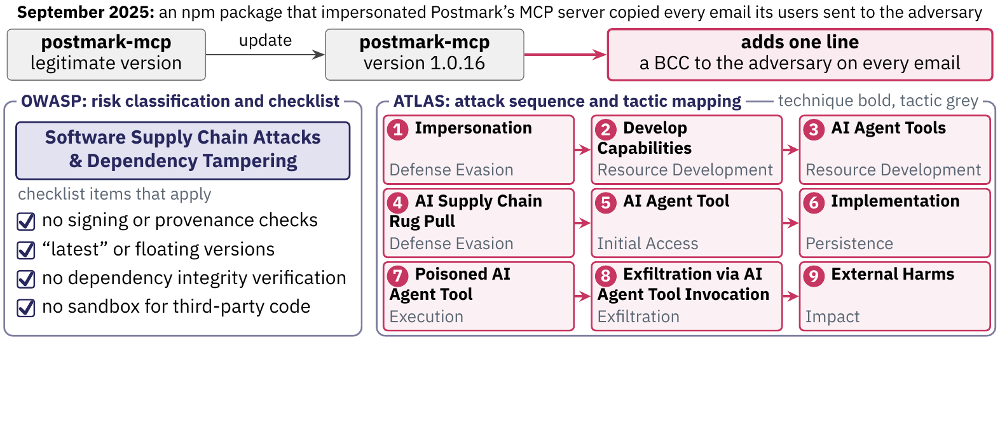 September 2025: an npm package that impersonated Postmark’s MCP server copied every email its users sent to the adversary
postmark-mcp
legitimate version
update
postmark-mcp
version 1.0.16
adds one line
a BCC to the adversary on every email
OWASP: risk classification and checklist
Software Supply Chain Attacks
& Dependency Tampering
checklist items that apply
no signing or provenance checks
“latest” or floating versions
no dependency integrity verification
no sandbox for third-party code
ATLAS: attack sequence and tactic mapping
technique bold, tactic grey
1 Impersonation
Defense Evasion
2 Develop
Capabilities
Resource Development
3 AI Agent Tools
Resource Development
4 AI Supply Chain
Rug Pull
Defense Evasion
5 AI Agent Tool
Initial Access
6 Implementation
Persistence
7 Poisoned AI
Agent Tool
Execution
8 Exfiltration via AI
Agent Tool Invocation
Exfiltration
9 External Harms
Impact